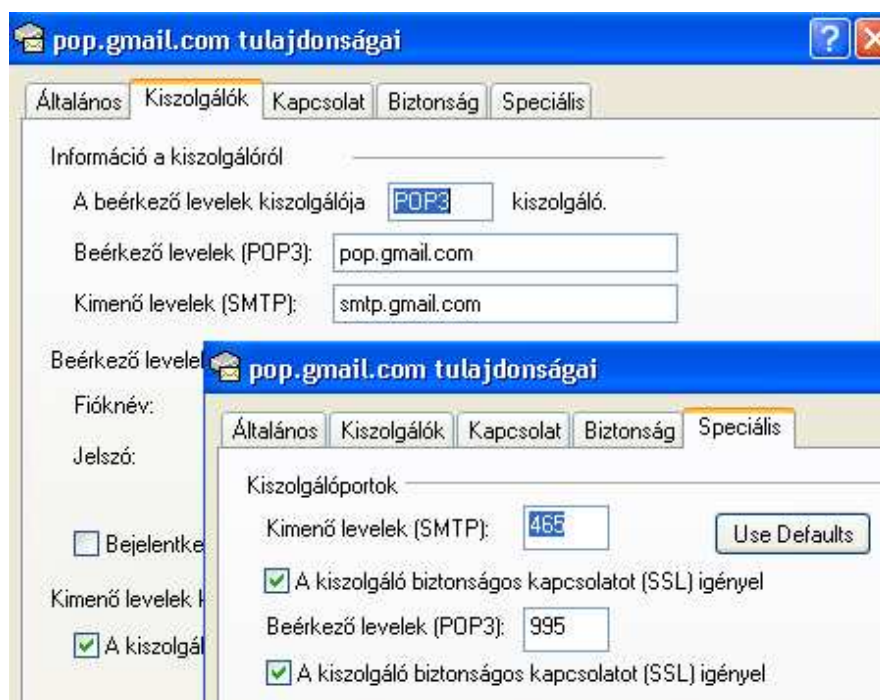 pop.gmail.com tulajdonságai
Általános Kiszolgálók Kapcsolat Biztonság Speciális
Információ a kiszolgálóról
A beérkező levelek kiszolgálója POP3 kiszolgáló.
Beérkező levelek (POP3): pop.gmail.com
Kimenő levelek (SMTP): smtp.gmail.com
Beérkező
Fióknév:
Jelszó:
Kimenő levelek
A
pop.gmail.com tulajdonságai
Általános Kiszolgálók Kapcsolat Biztonság Speciális
Kiszolgálóportok
Kimenő levelek (SMTP): 465 Use Defaults
A kiszolgáló biztonságos kapcsolatot (SSL) igényel
Beérkező levelek (POP3): 995
A kiszolgáló biztonságos kapcsolatot (SSL) igényel